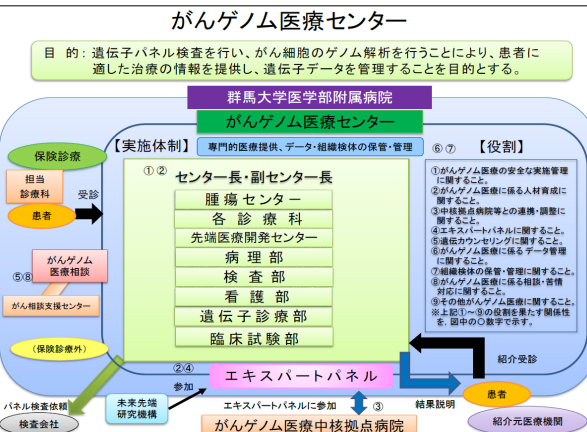 がんゲノム医療センター
目 的: 遺伝子パネル検査を行い、がん細胞のゲノム解析を行うことにより、患者に
適した治療の情報を提供し、遺伝子データを管理することを目的とする。
群馬大学医学部附属病院
がんゲノム医療センター
【実施体制】
専門的医療提供、データ・組織検体の保管・管理
⑥⑦
【役割】
保険診療
担当
診療科
患者
受診
①②
センター長・副センター長
腫瘍センター
各診療科
先端医療開発センター
病理部
検査部
看護部
遺伝子診療部
臨床試験部
①がんゲノム医療の安全な実施管理
に関すること。
②がんゲノム医療に係る人材育成に
関すること。
③中核拠点病院等との連携・調整に
関すること。
④エキスパートパネルに関すること。
⑤遺伝カウンセリングに関すること。
⑥がんゲノム医療に係る データ管理
に関すること。
⑦組織検体の保管・管理に関すること。
⑧がんゲノム医療に係る相談・苦情
対応に関すること。
⑨その他がんゲノム医療に関すること。
※上記①～⑨の役割を果たす関係性
を、図中の〇数字で示す。
がんゲノム
医療相談
⑤⑧
がん相談支援センター
(保険診療外)
②④
参加
エキスパートパネル
紹介受診
患者
結果説明
パネル検査依頼
検査会社
未来先端
研究機構
エキスパートパネルに参加
③
がんゲノム医療中核拠点病院
紹介元医療機関